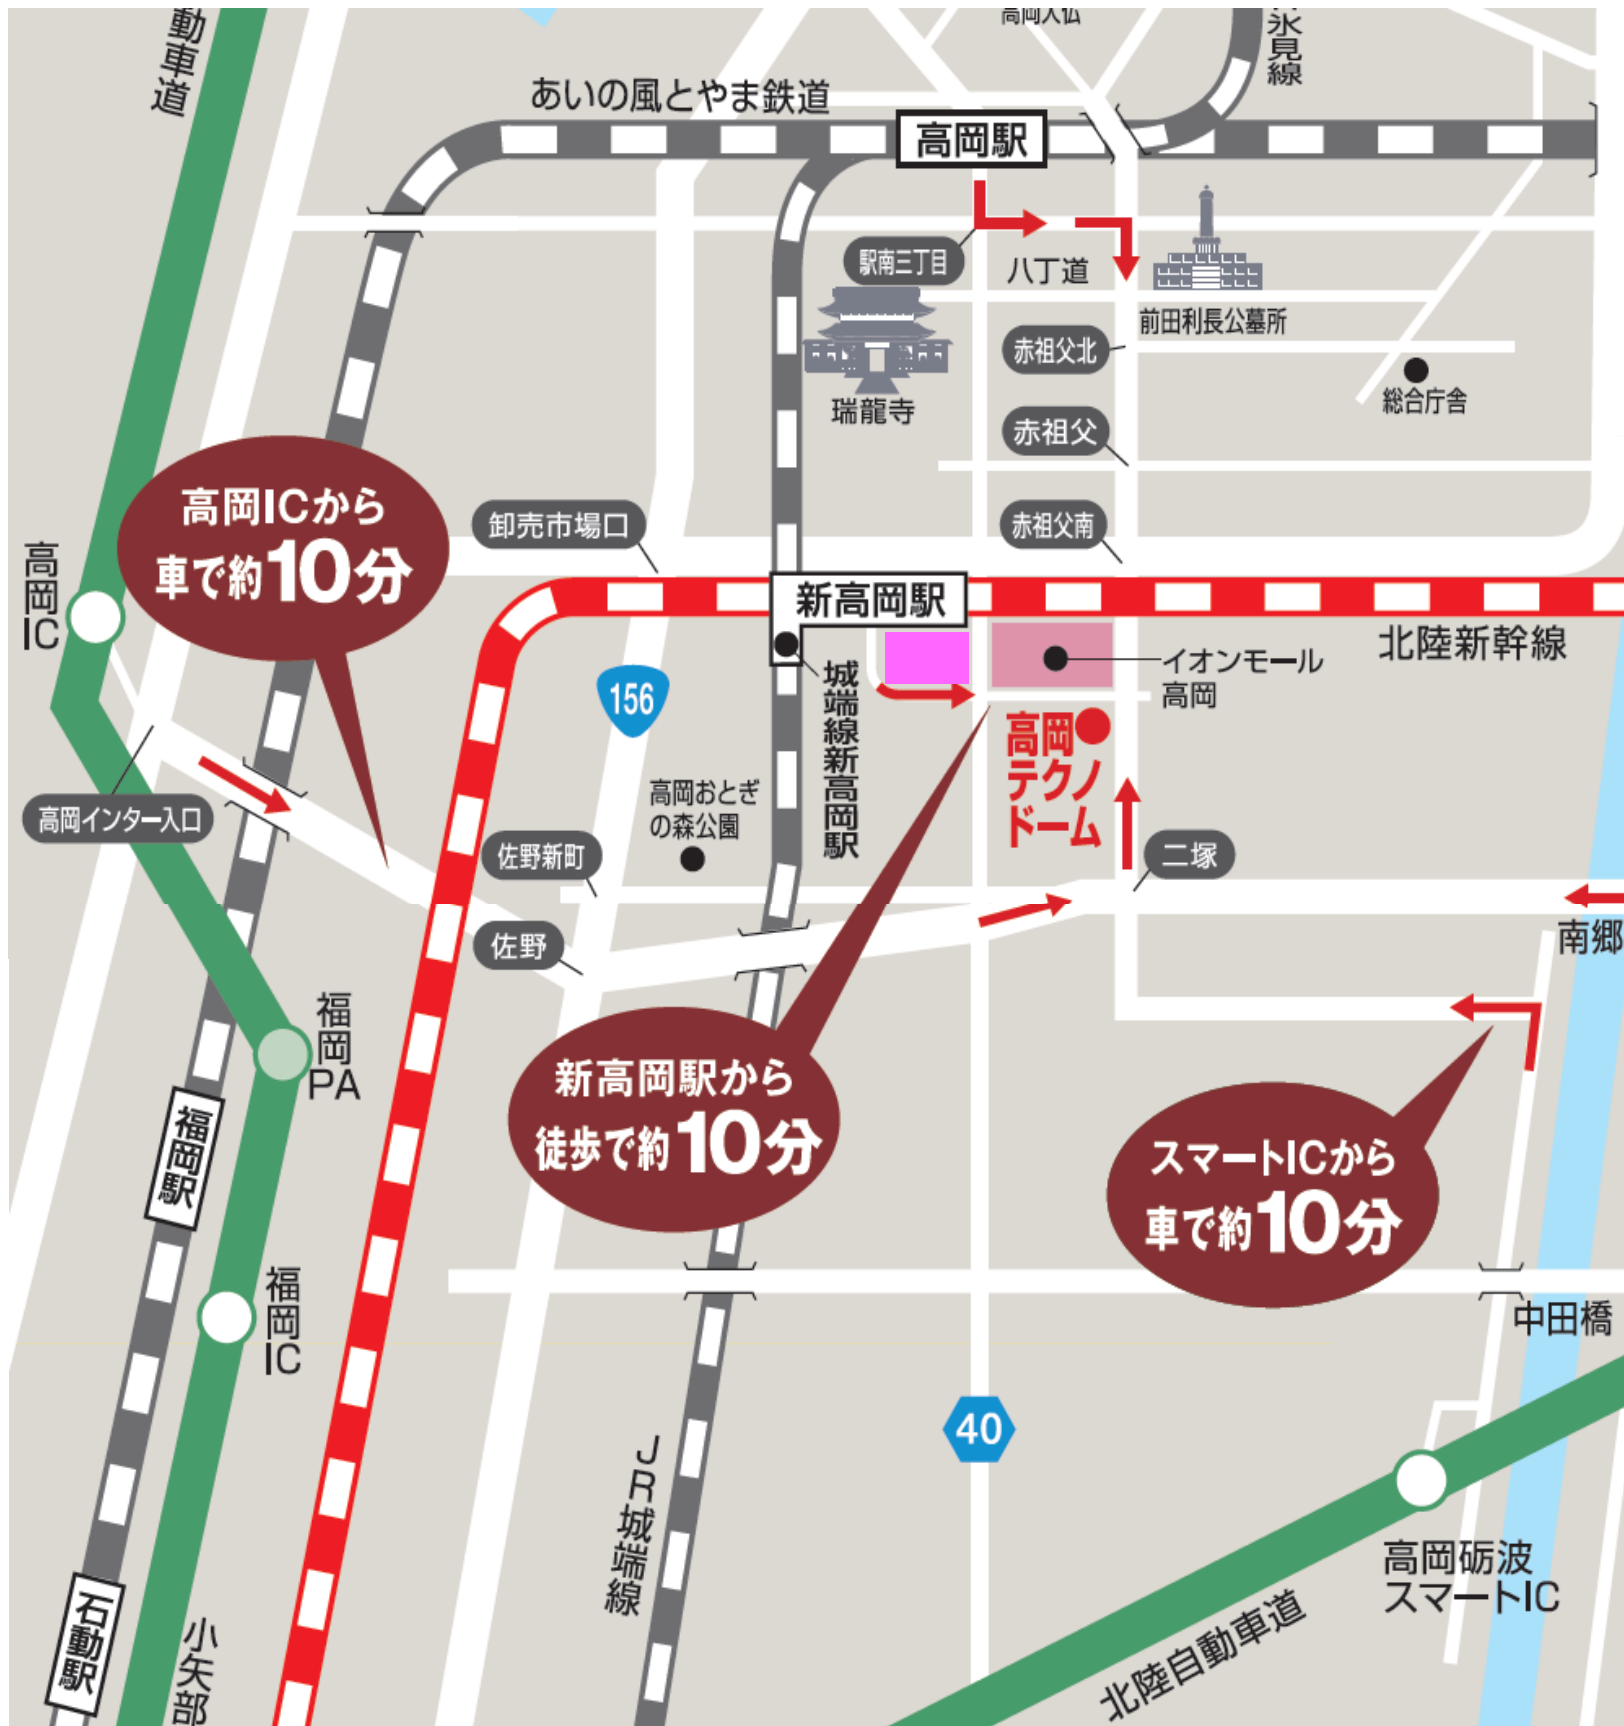 動車道
高岡大仏
氷見線
あいの風とやま鉄道
高岡駅
駅南三丁目
八丁道
前田利長公墓所
赤祖父北
総合庁舎
瑞龍寺
赤祖父
高岡ICから
車で約10分
卸売市場口
赤祖父南
高岡IC
新高岡駅
北陸新幹線
イオンモール
高岡
城端線新高岡駅
156
高岡
テクノ
ドーム
高岡おとぎ
の森公園
高岡インター入口
佐野新町
二塚
佐野
南郷
福岡PA
新高岡駅から
徒歩で約10分
福岡駅
スマートICから
車で約10分
福岡IC
中田橋
40
JR城端線
高岡砺波
スマートIC
北陸自動車道
石動駅
小矢部